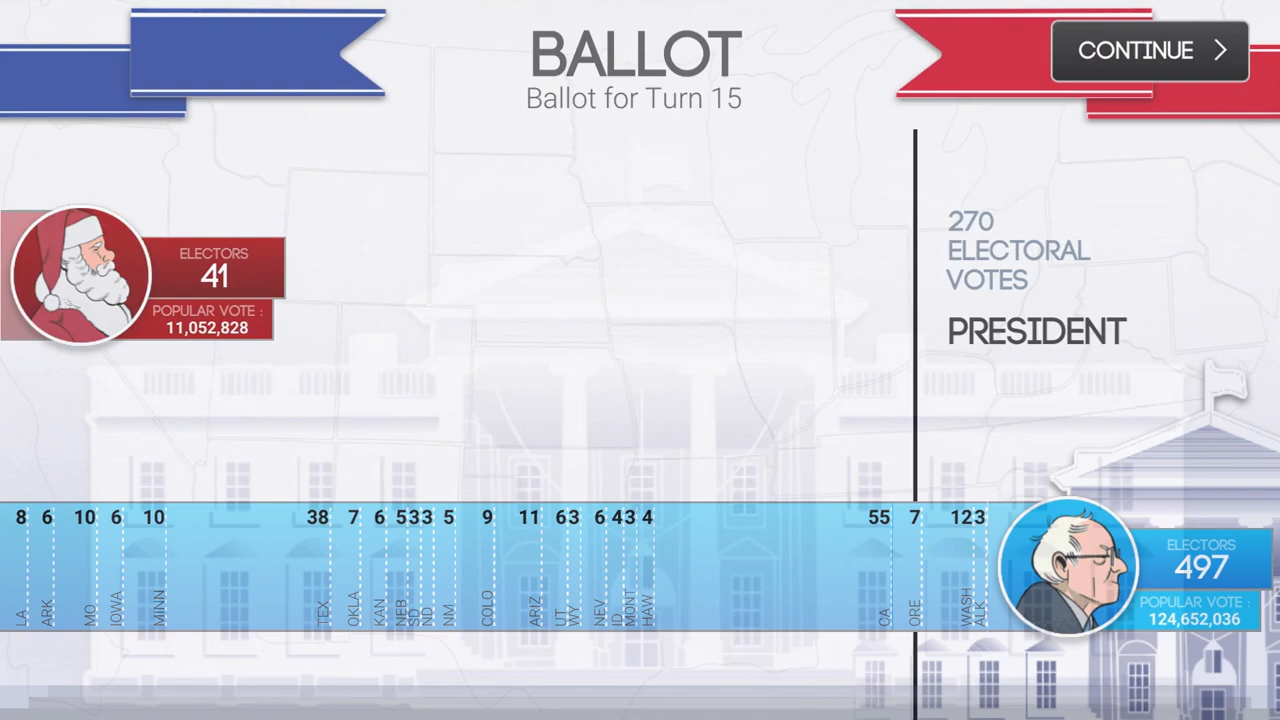 BALLOT
Ballot for Turn 15
CONTINUE
270
ELECTORAL
VOTES
PRESIDENT
ELECTORS
41
POPULAR VOTE :
11,052,828
8 6 10 6 10 38 7 6 5 3 3 5 9 11 6 3 6 4 3 4 55 7 12 3
LA ARK MO IOWA MINN TEX OKLA KAN NEB SD ND NM COLO ARIZ UT WY NEV ID MONT HAW CA ORE WASH ALK
ELECTORS
497
POPULAR VOTE :
124,652,036